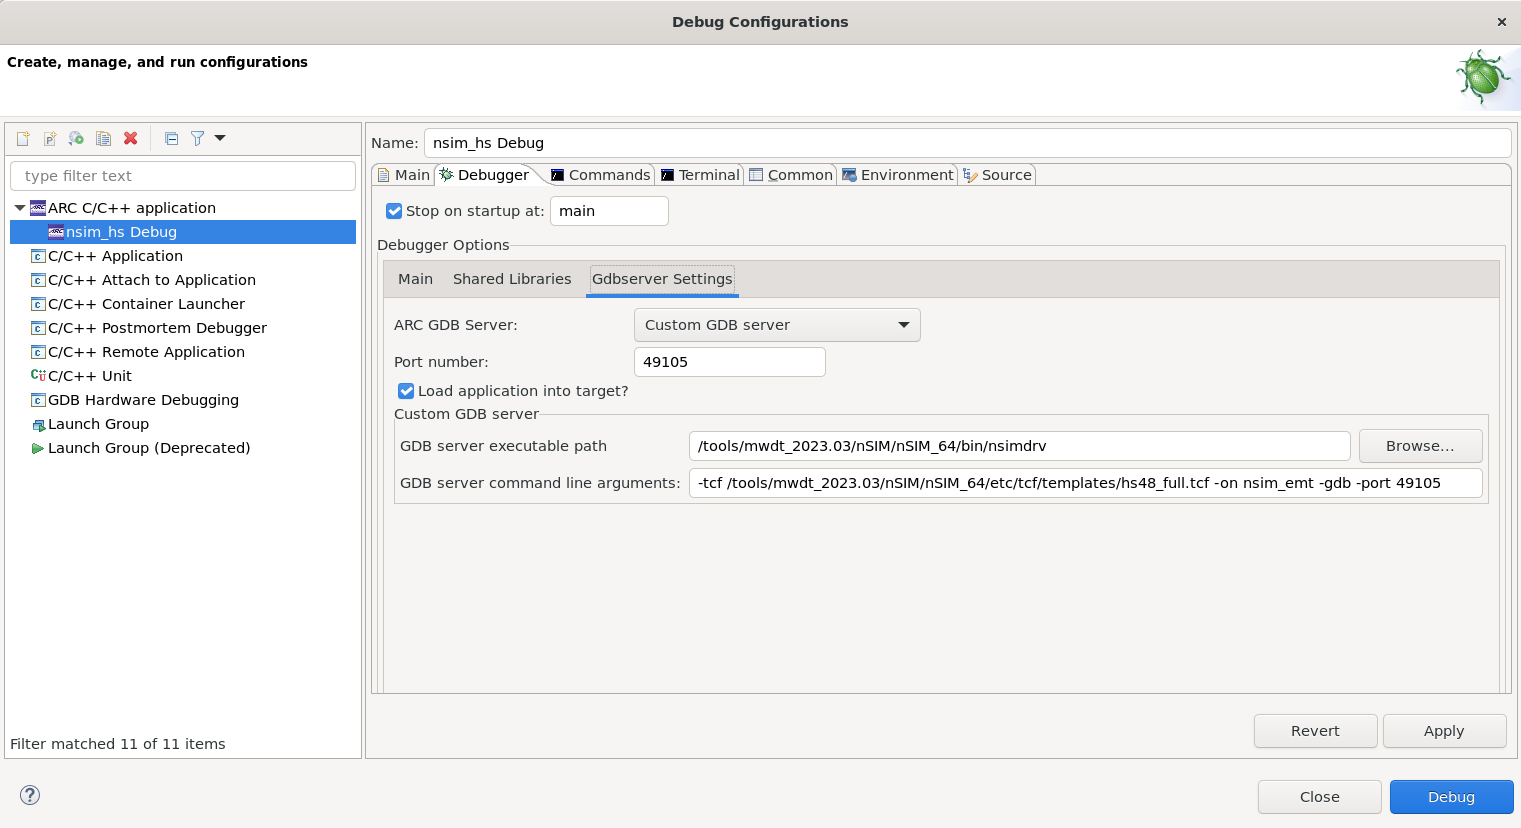 Debug Configurations
Create, manage, and run configurations
type filter text
ARC C/C++ application
nsim_hs Debug
C/C++ Application
C/C++ Attach to Application
C/C++ Container Launcher
C/C++ Postmortem Debugger
C/C++ Remote Application
C/C++ Unit
GDB Hardware Debugging
Launch Group
Launch Group (Deprecated)
Filter matched 11 of 11 items
Name: nsim_hs Debug
Main Debugger Commands Terminal Common Environment Source
Stop on startup at: main
Debugger Options
Main Shared Libraries Gdbserver Settings
ARC GDB Server: Custom GDB server
Port number: 49105
Load application into target?
Custom GDB server
GDB server executable path /tools/mwdt_2023.03/nSIM/nSIM_64/bin/nsimdrv Browse...
GDB server command line arguments: -tcf /tools/mwdt_2023.03/nSIM/nSIM_64/etc/tcf/templates/hs48_full.tcf -on nsim_emt -gdb -port 49105
Revert Apply
Close Debug